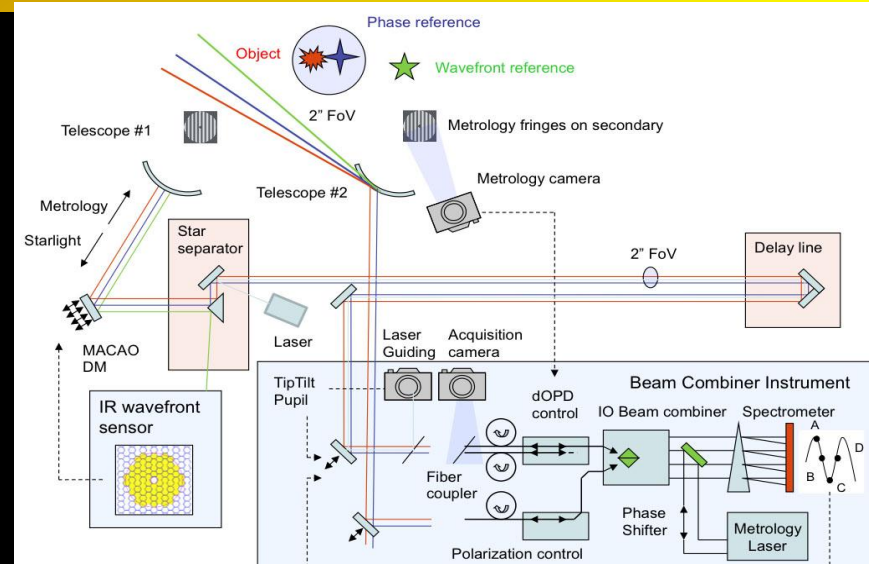 Phase reference
Object
Wavefront reference
2” FoV
Telescope #1
Metrology fringes on secondary
Telescope #2
Metrology camera
Metrology
Starlight
Star
separator
2” FoV
Delay line
Laser
MACAO
DM
Laser
Guiding
Acquisition
camera
TipTilt
Pupil
Beam Combiner Instrument
IR wavefront
sensor
dOPD
control
IO Beam combiner
Spectrometer
A
D
B
C
Fiber
coupler
Phase
Shifter
Metrology
Laser
Polarization control